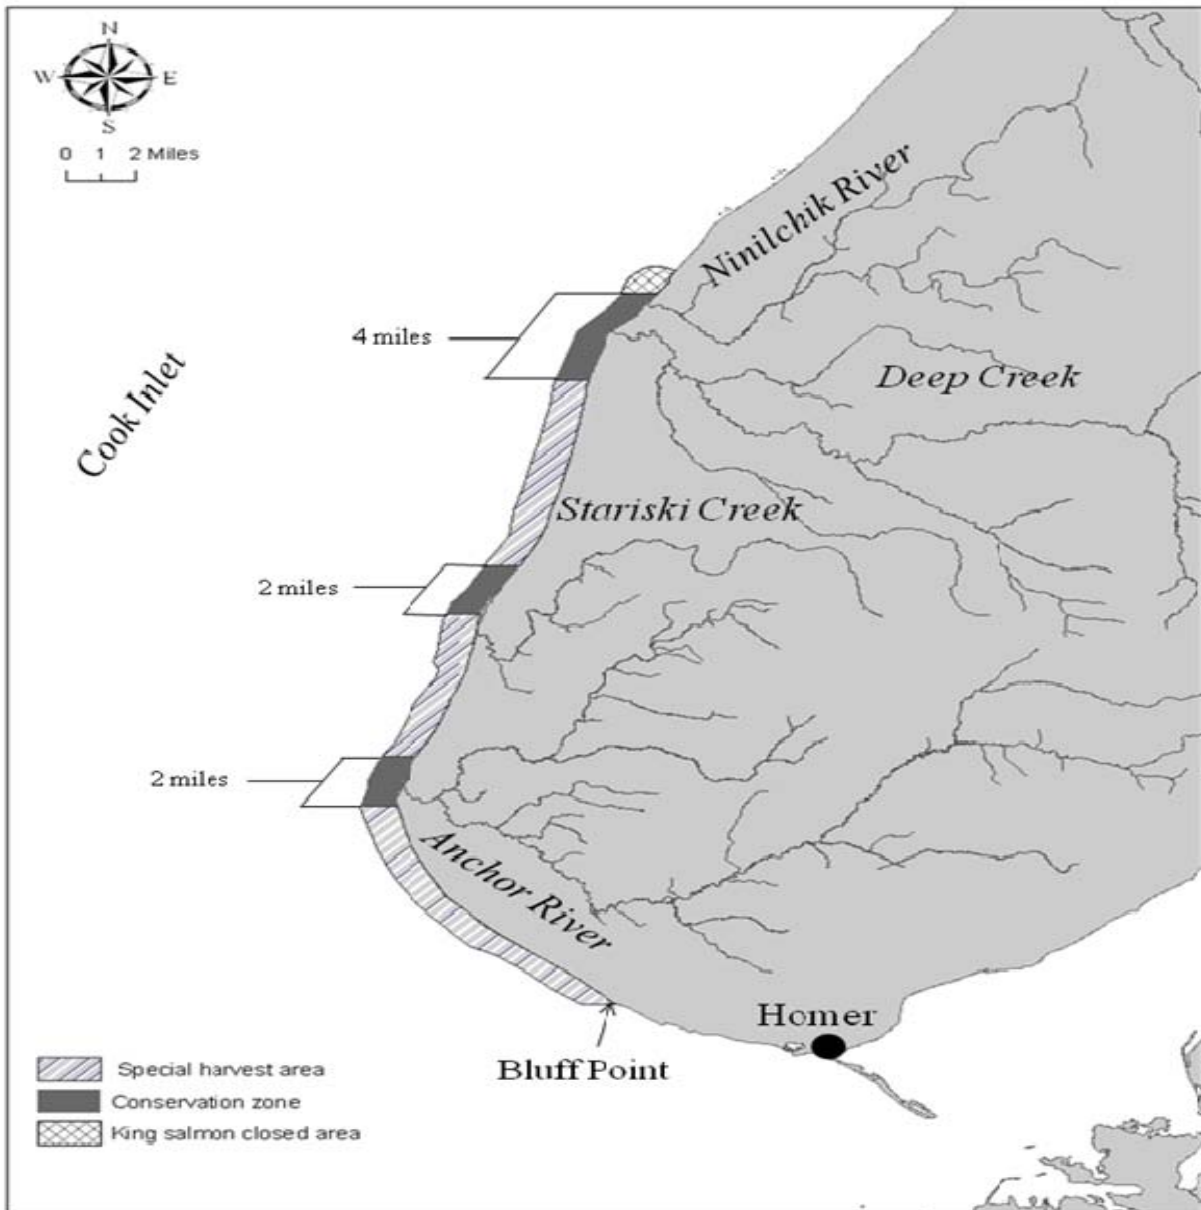 N
W E
S
0 1 2 Miles
Ninilchik River
4 miles
Cook Inlet
Deep Creek
Stariski Creek
2 miles
2 miles
Anchor River
Homer
Bluff Point
Special harvest area
Conservation zone
King salmon closed area